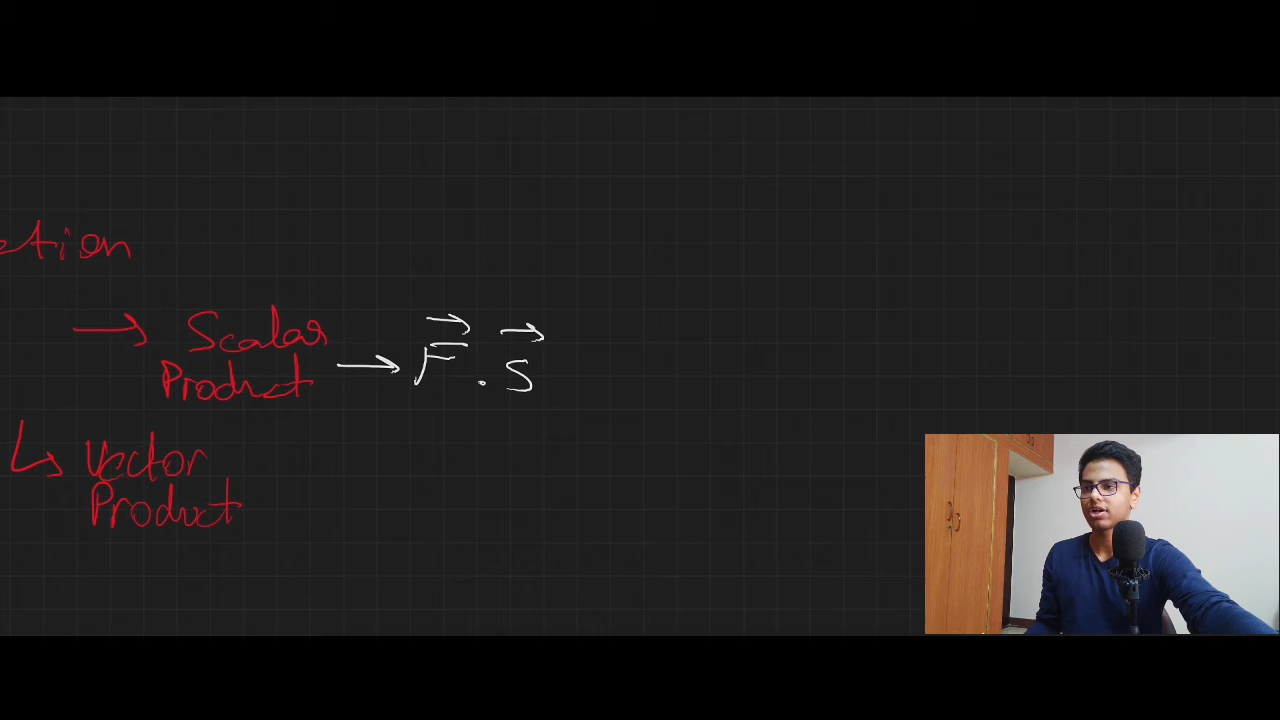 ction
→ Scalar
Product → F⃗ . S⃗
↳ Vector
Product